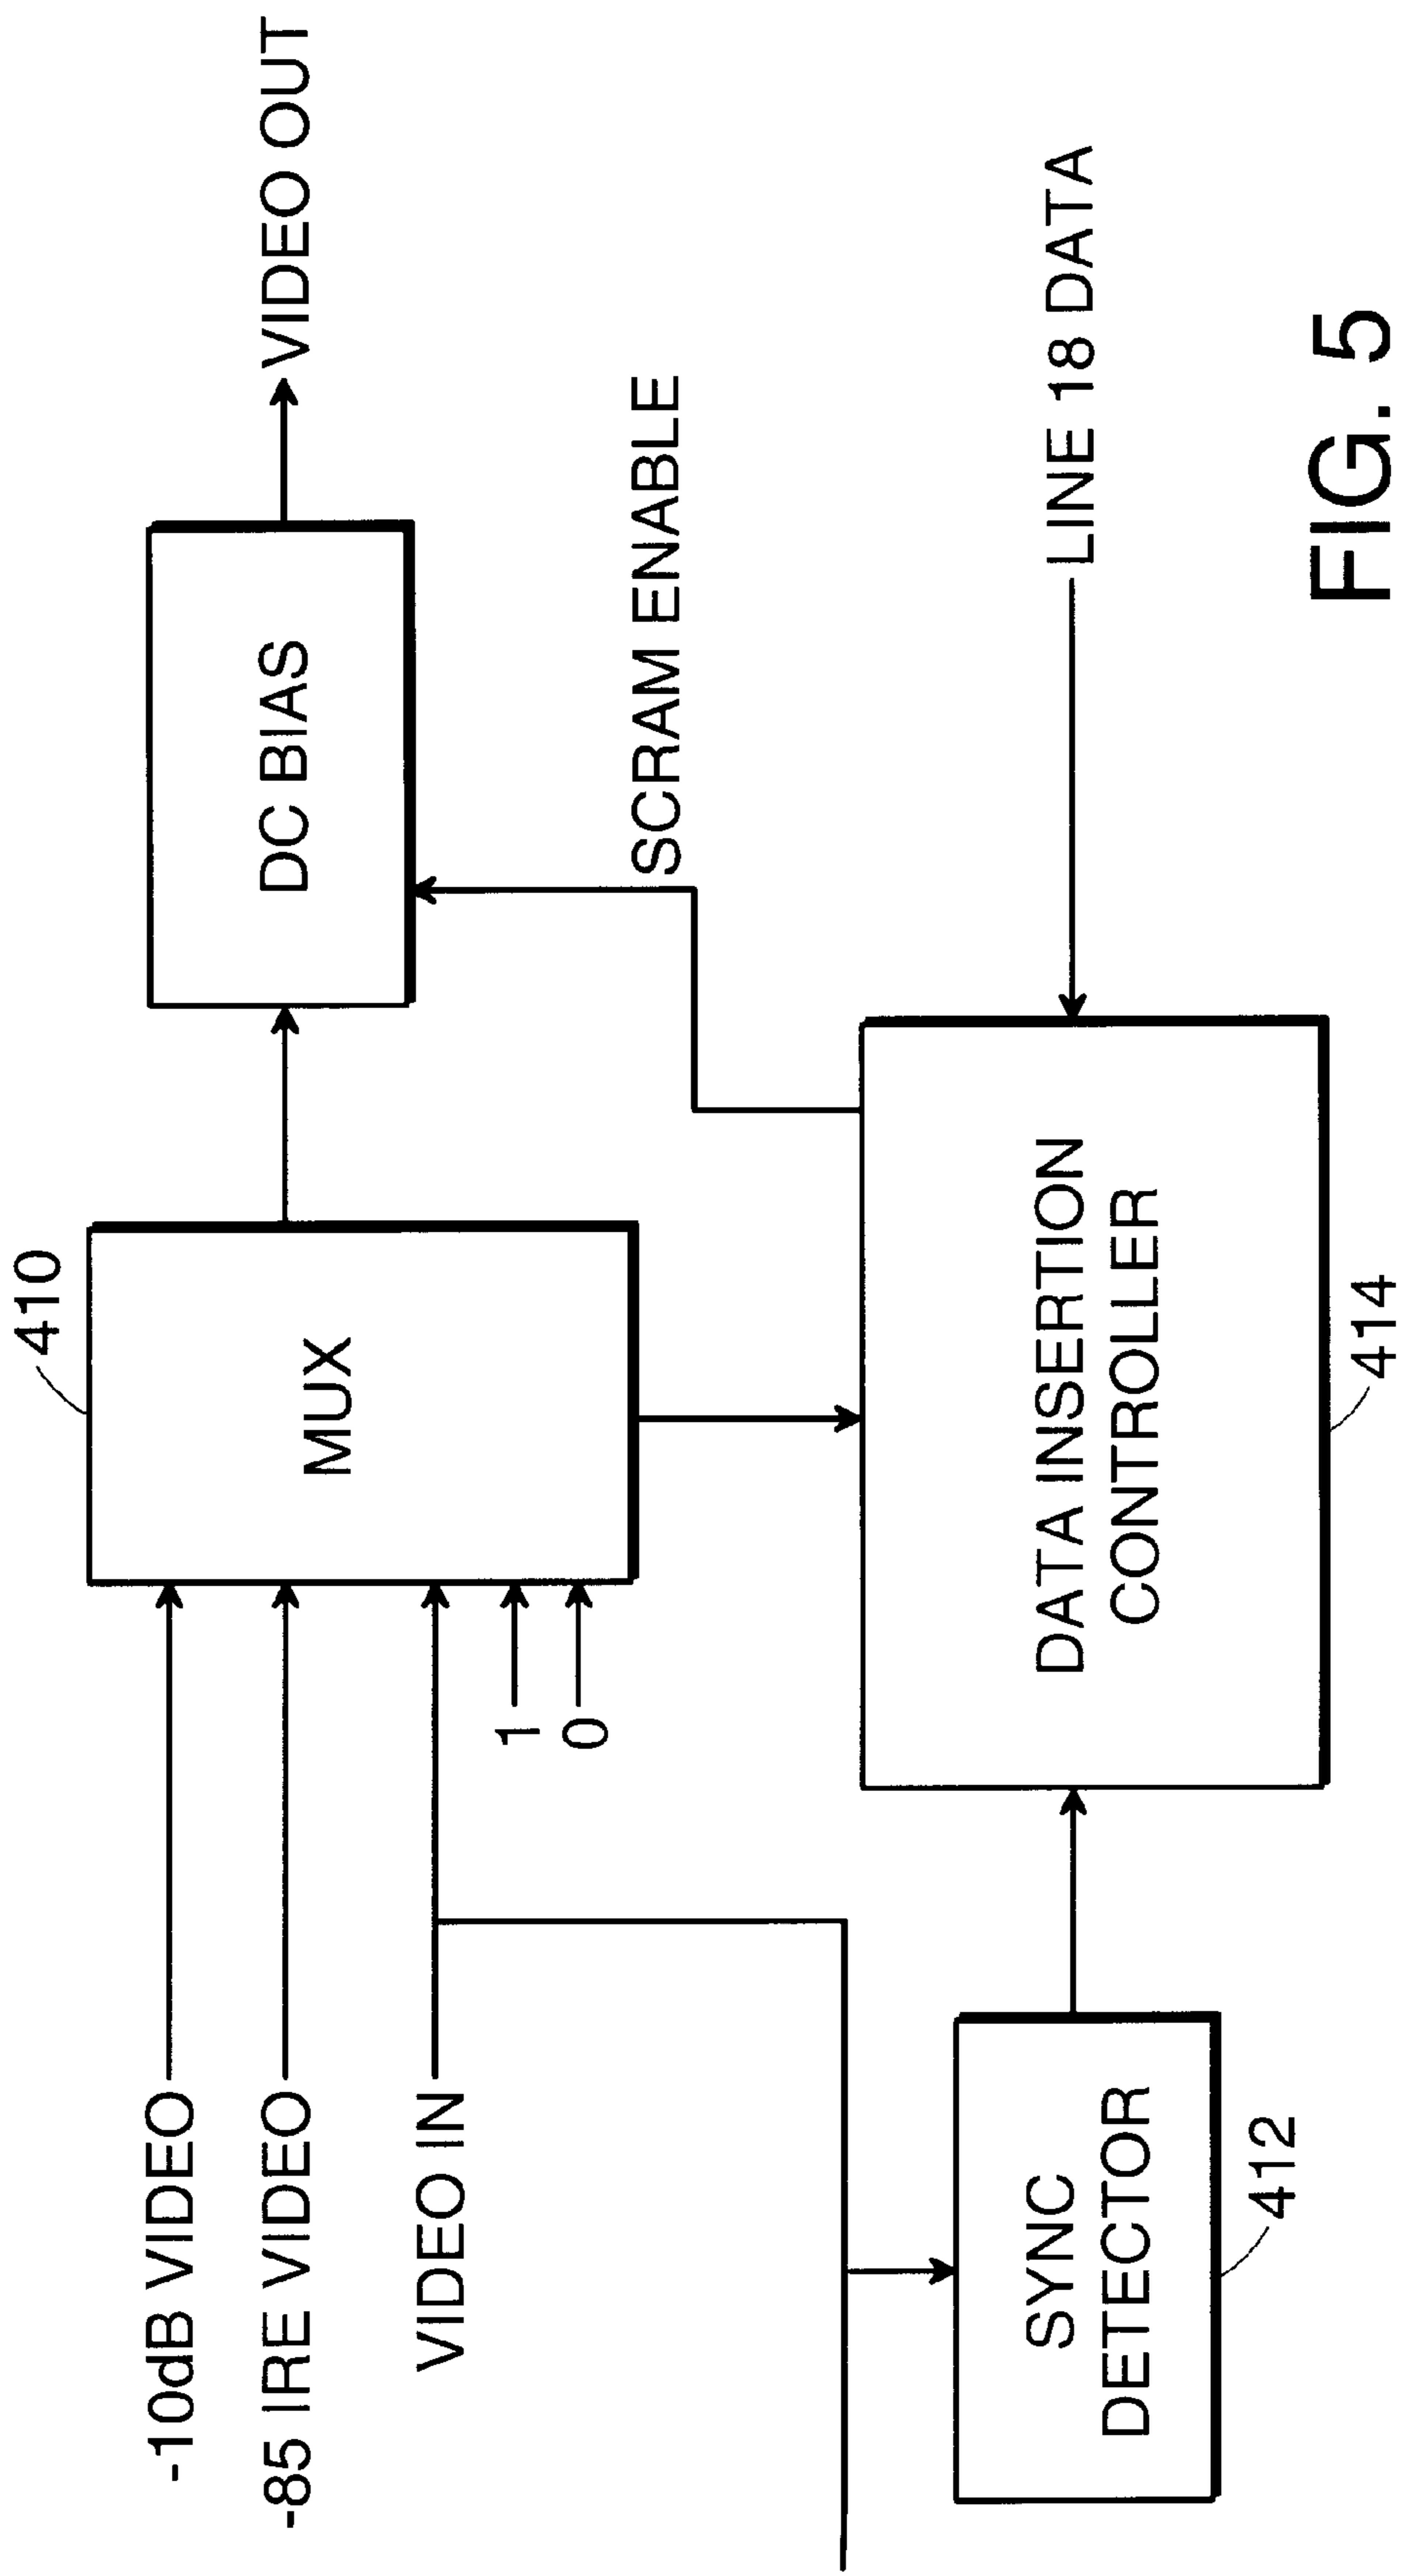 410
-10dB VIDEO
-85 IRE VIDEO
VIDEO IN
1
0
MUX
DC BIAS
VIDEO OUT
SCRAM ENABLE
SYNC
DETECTOR
412
DATA INSERTION
CONTROLLER
414
LINE 18 DATA
FIG. 5